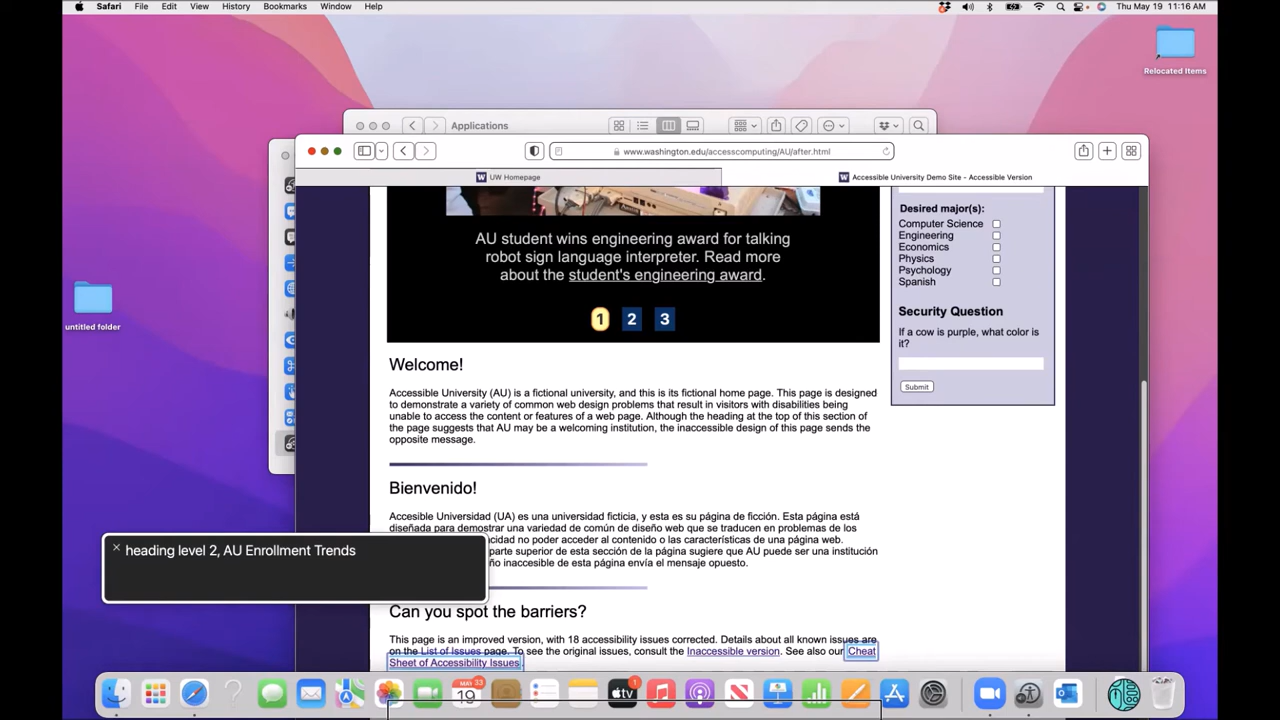 Safari File Edit View History Bookmarks Window Help Thu May 19 11:16 AM
Relocated Items
Applications
www.washington.edu/accesscomputing/AU/after.html
UW Homepage
Accessible University Demo Site - Accessible Version
untitled folder
AU student wins engineering award for talking
robot sign language interpreter. Read more
about the student's engineering award.
1 2 3
Welcome!
Accessible University (AU) is a fictional university, and this is its fictional home page. This page is designed
to demonstrate a variety of common web design problems that result in visitors with disabilities being
unable to access the content or features of a web page. Although the heading at the top of this section of
the page suggests that AU may be a welcoming institution, the inaccessible design of this page sends the
opposite message.
Bienvenido!
Accesible Universidad (UA) es una universidad ficticia, y esta es su página de ficción. Esta página está
diseñada para demostrar una variedad de común de diseño web que se traducen en problemas de los
cidad no poder acceder al contenido o las características de una página web.
parte superior de esta sección de la página sugiere que AU puede ser una institución
ño inaccesible de esta página envía el mensaje opuesto.
Can you spot the barriers?
This page is an improved version, with 18 accessibility issues corrected. Details about all known issues are
on the List of Issues page. To see the original issues, consult the Inaccessible version. See also our Cheat
Sheet of Accessibility Issues.
Desired major(s):
Computer Science
Engineering
Economics
Physics
Psychology
Spanish
Security Question
If a cow is purple, what color is
it?
Submit
heading level 2, AU Enrollment Trends
MAY 33
19
tv 1